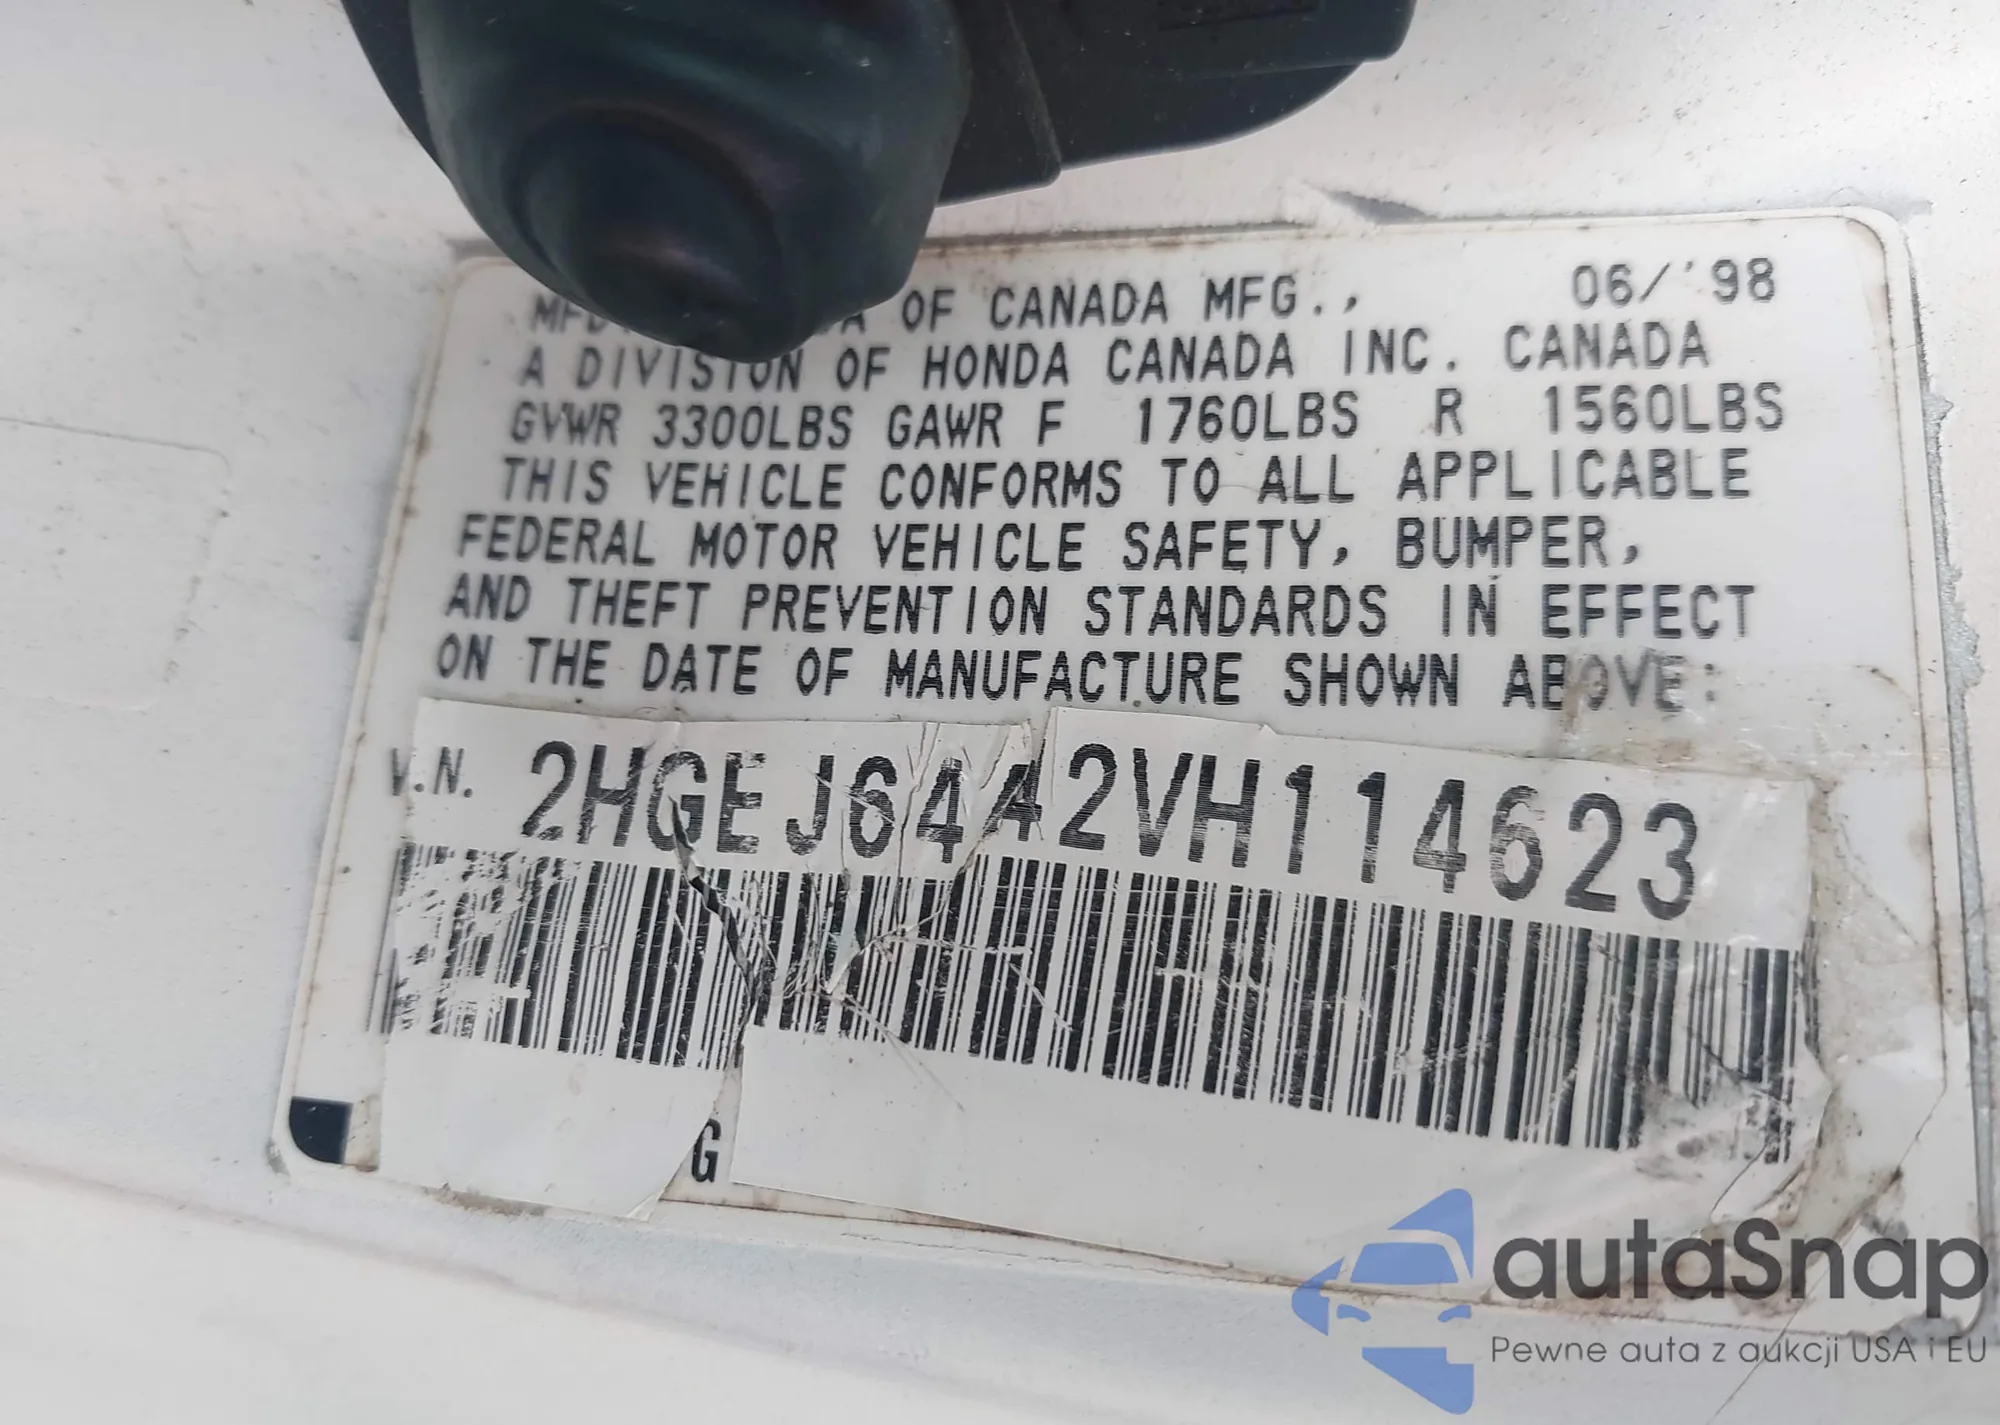 OF CANADA MFG., 06/'98
A DIVISION OF HONDA CANADA INC. CANADA
GVWR 3300LBS GAWR F 1760LBS R 1560LBS
THIS VEHICLE CONFORMS TO ALL APPLICABLE
FEDERAL MOTOR VEHICLE SAFETY, BUMPER,
AND THEFT PREVENTION STANDARDS IN EFFECT
ON THE DATE OF MANUFACTURE SHOWN ABOVE:
V.N. 2HGEJ6442VH114623
G
autaSnap
Pewne auta z aukcji USA i EU